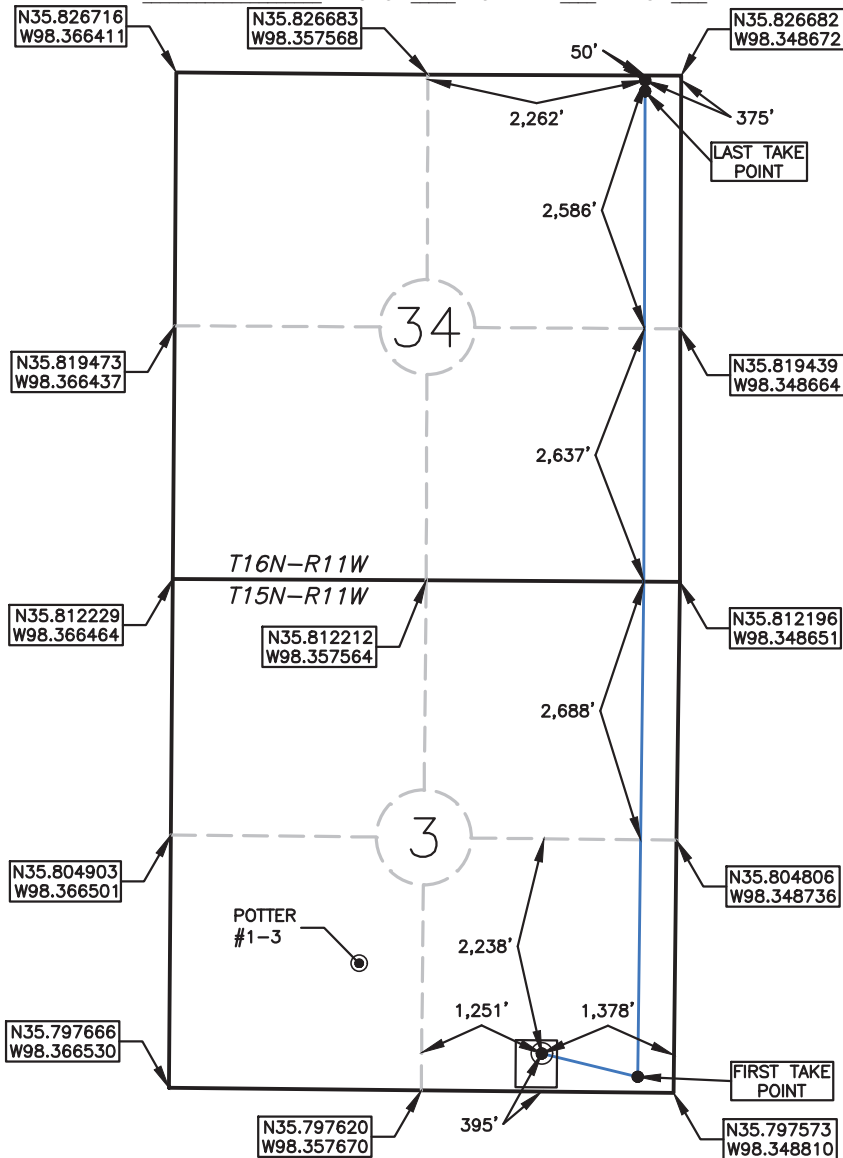 N35.826716
W98.366411
N35.826683
W98.357568
N35.826682
W98.348672
50'
2,262'
375'
LAST TAKE
POINT
2,586'
34
N35.819473
W98.366437
N35.819439
W98.348664
2,637'
T16N-R11W
T15N-R11W
N35.812229
W98.366464
N35.812212
W98.357564
N35.812196
W98.348651
2,688'
3
N35.804903
W98.366501
N35.804806
W98.348736
POTTER
#1-3
2,238'
1,251'
1,378'
N35.797666
W98.366530
FIRST TAKE
POINT
395'
N35.797620
W98.357670
N35.797573
W98.348810